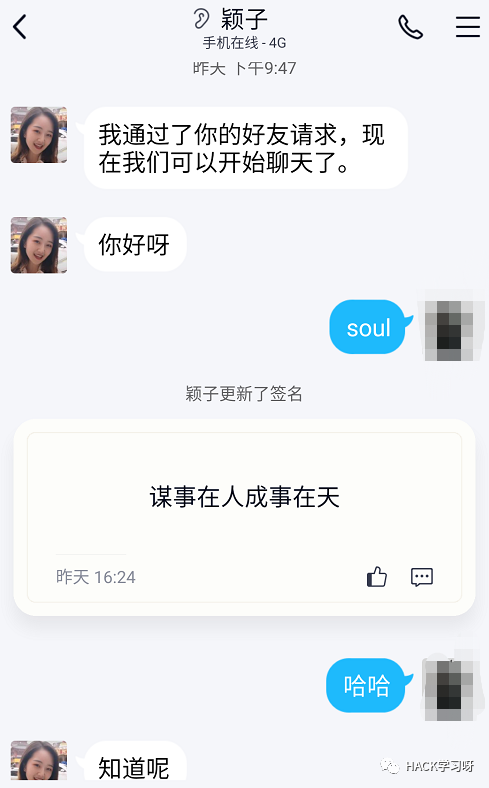 颖子
手机在线 - 4G
昨天 下午9:47
我通过了你的好友请求，现
在我们可以开始聊天了。
你好呀
soul
颖子更新了签名
谋事在人成事在天
昨天 16:24
哈哈
知道呢
HACK学习呀